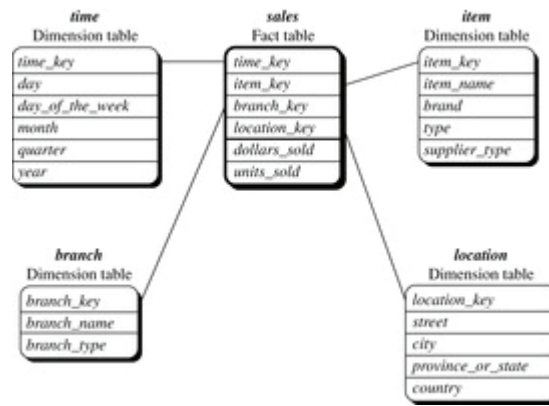 time
Dimension table
time_key
day
day_of_the_week
month
quarter
year
sales
Fact table
time_key
item_key
branch_key
location_key
dollars_sold
units_sold
item
Dimension table
item_key
item_name
brand
type
supplier_type
branch
Dimension table
branch_key
branch_name
branch_type
location
Dimension table
location_key
street
city
province_or_state
country